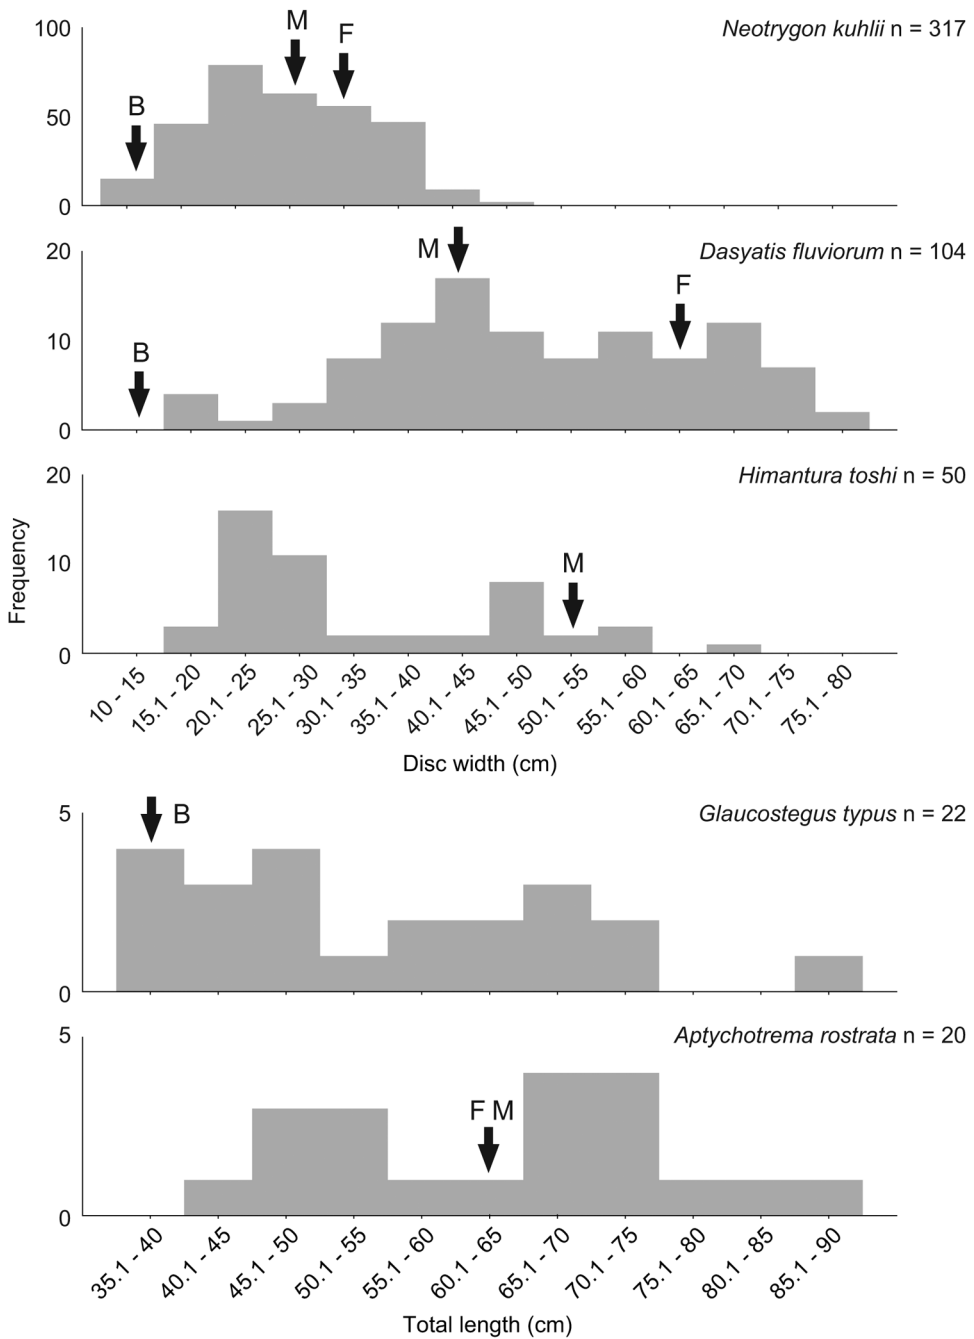 Neotrygon kuhlii n = 317
100
50
0
B
M
F
Dasyatis fluviorum n = 104
20
10
0
B
M
F
Himantura toshi n = 50
20
10
0
M
Frequency
10 - 15
15.1 - 20
20.1 - 25
25.1 - 30
30.1 - 35
35.1 - 40
40.1 - 45
45.1 - 50
50.1 - 55
55.1 - 60
60.1 - 65
65.1 - 70
70.1 - 75
75.1 - 80
Disc width (cm)
Glaucostegus typus n = 22
5
0
B
Aptychotrema rostrata n = 20
5
0
F M
35.1 - 40
40.1 - 45
45.1 - 50
50.1 - 55
55.1 - 60
60.1 - 65
65.1 - 70
70.1 - 75
75.1 - 80
80.1 - 85
85.1 - 90
Total length (cm)